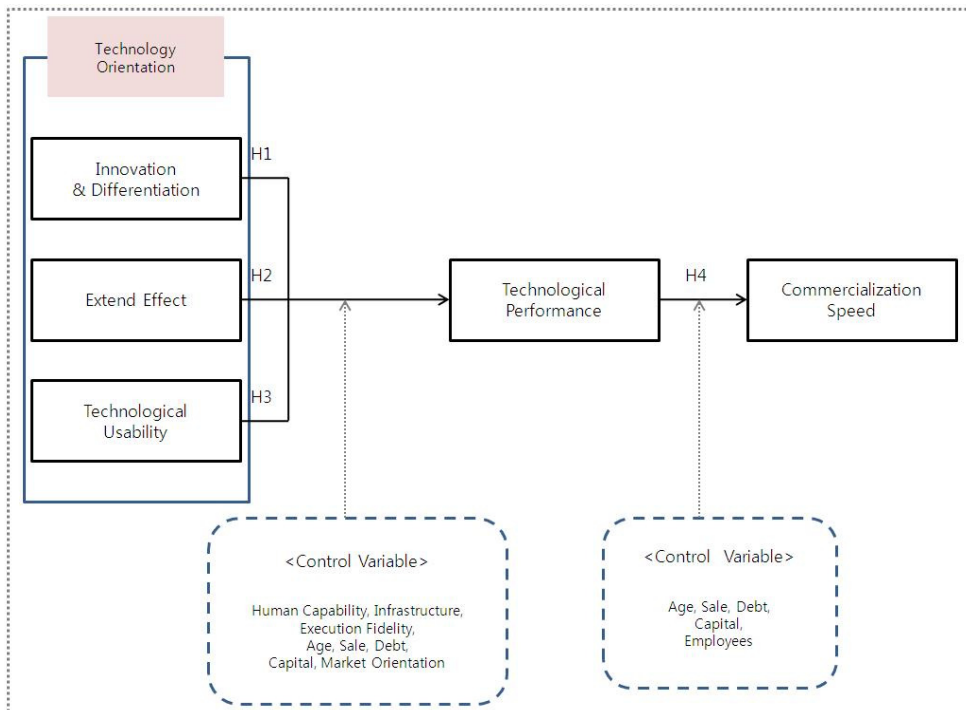 Technology
Orientation
H1
Innovation
& Differentiation
H2
Extend Effect
H3
Technological
Usability
Technological
Performance
H4
Commercialization
Speed
<Control Variable>
Human Capability, Infrastructure,
Execution Fidelity,
Age, Sale, Debt,
Capital, Market Orientation
<Control Variable>
Age, Sale, Debt,
Capital,
Employees